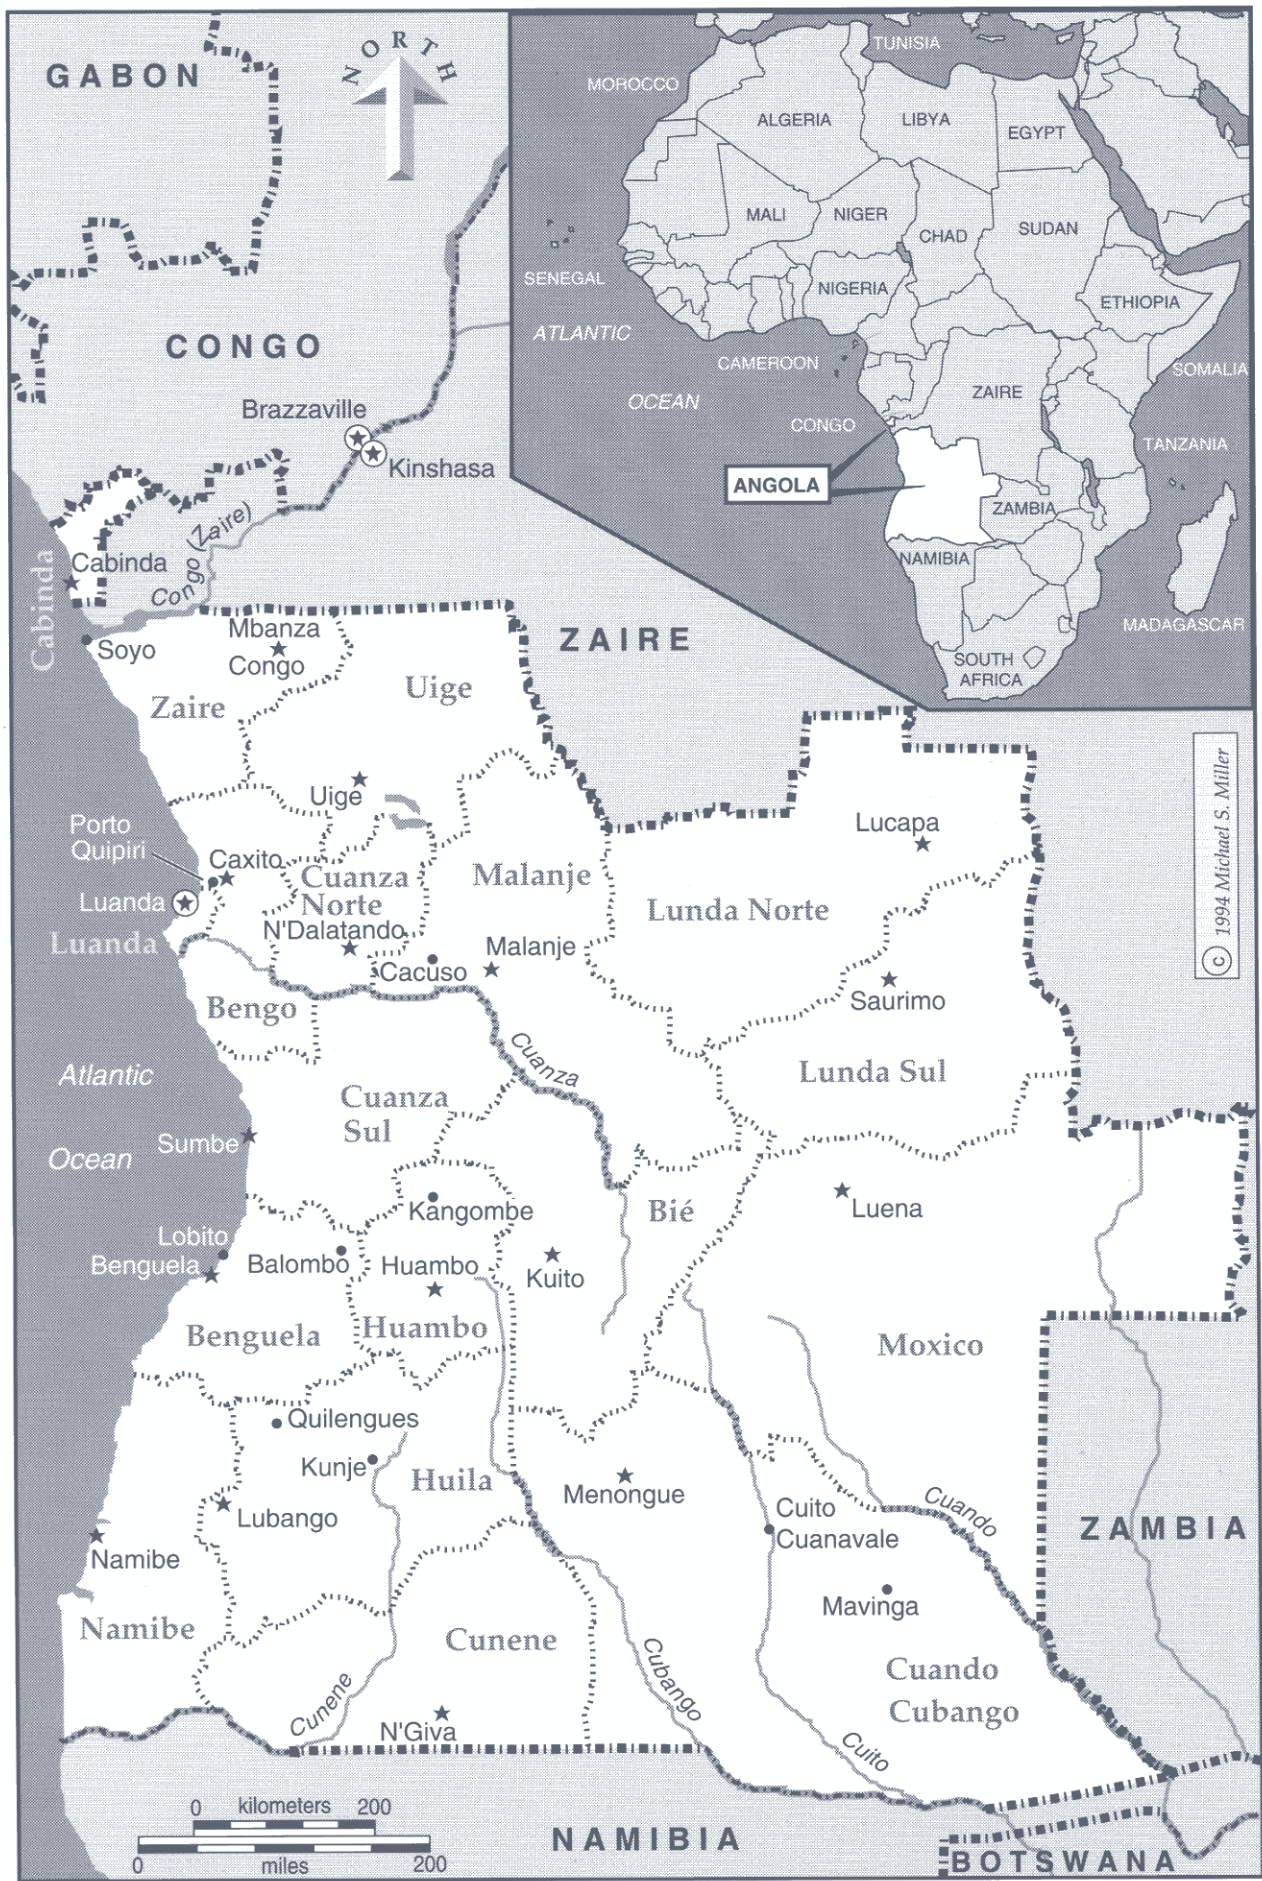 GABON
NORTH
CONGO
Brazzaville
Kinshasa
Congo (Zaire)
Cabinda
Cabinda
TUNISIA
MOROCCO
ALGERIA
LIBYA
EGYPT
MALI
NIGER
CHAD
SUDAN
SENEGAL
NIGERIA
ETHIOPIA
ATLANTIC
OCEAN
CAMEROON
SOMALIA
ZAIRE
CONGO
TANZANIA
ANGOLA
ZAMBIA
NAMIBIA
MADAGASCAR
SOUTH
AFRICA
ZAIRE
Soyo
Mbanza
Congo
Zaire
Uige
Uige
© 1994 Michael S. Miller
Porto
Quipiri
Caxito
Luanda
Luanda
Cuanza
Norte
N'Dalatando
Malanje
Cacuso
Malanje
Lucapa
Lunda Norte
Saurimo
Bengo
Cuanza
Lunda Sul
Atlantic
Ocean
Cuanza
Sul
Sumbe
Kangombe
Bié
Luena
Lobito
Benguela
Balombo
Huambo
Kuito
Benguela
Huambo
Moxico
Quilengues
Kunje
Huila
Menongue
Lubango
Cuito
Cuanavale
Cuando
ZAMBIA
Namibe
Namibe
Mavinga
Cunene
Cuando
Cubango
Cunene
N'Giva
Cubango
Cuito
0 kilometers 200
0 miles 200
NAMIBIA
BOTSWANA